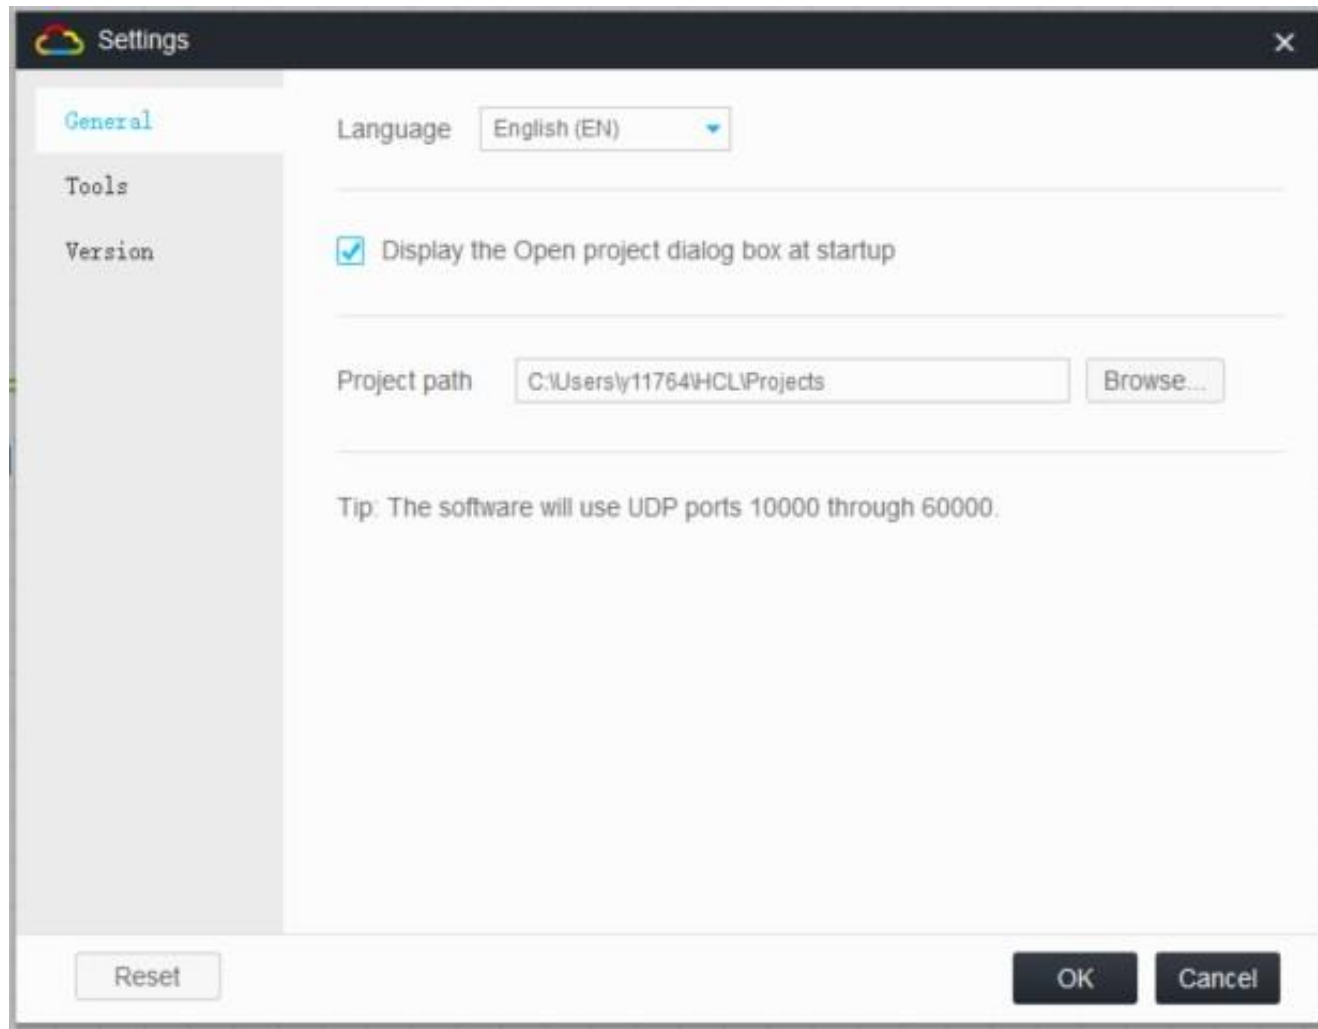 Settings
General
Tools
Version
Language English (EN)
Display the Open project dialog box at startup
Project path C:\Users\y11764\HCL\Projects Browse...
Tip: The software will use UDP ports 10000 through 60000.
Reset OK Cancel